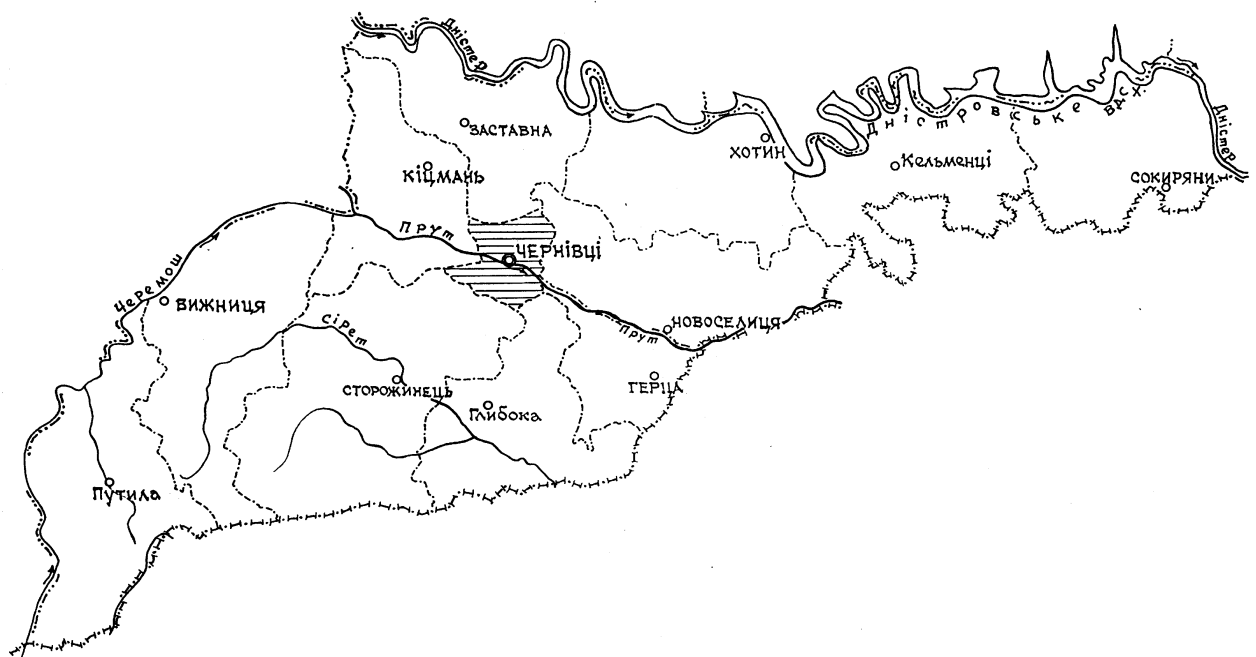 Дністер
ЗАСТАВНА
КІЦМАНЬ
ХОТИН
Дністровське вдсх.
Кельменці
СОКИРЯНИ
Дністер
Прут
ЧЕРНІВЦІ
Черемош
ВИЖНИЦЯ
Сірет
Прут
НОВОСЕЛИЦЯ
СТОРОЖИНЕЦЬ
ГЕРЦА
Глибока
Путила